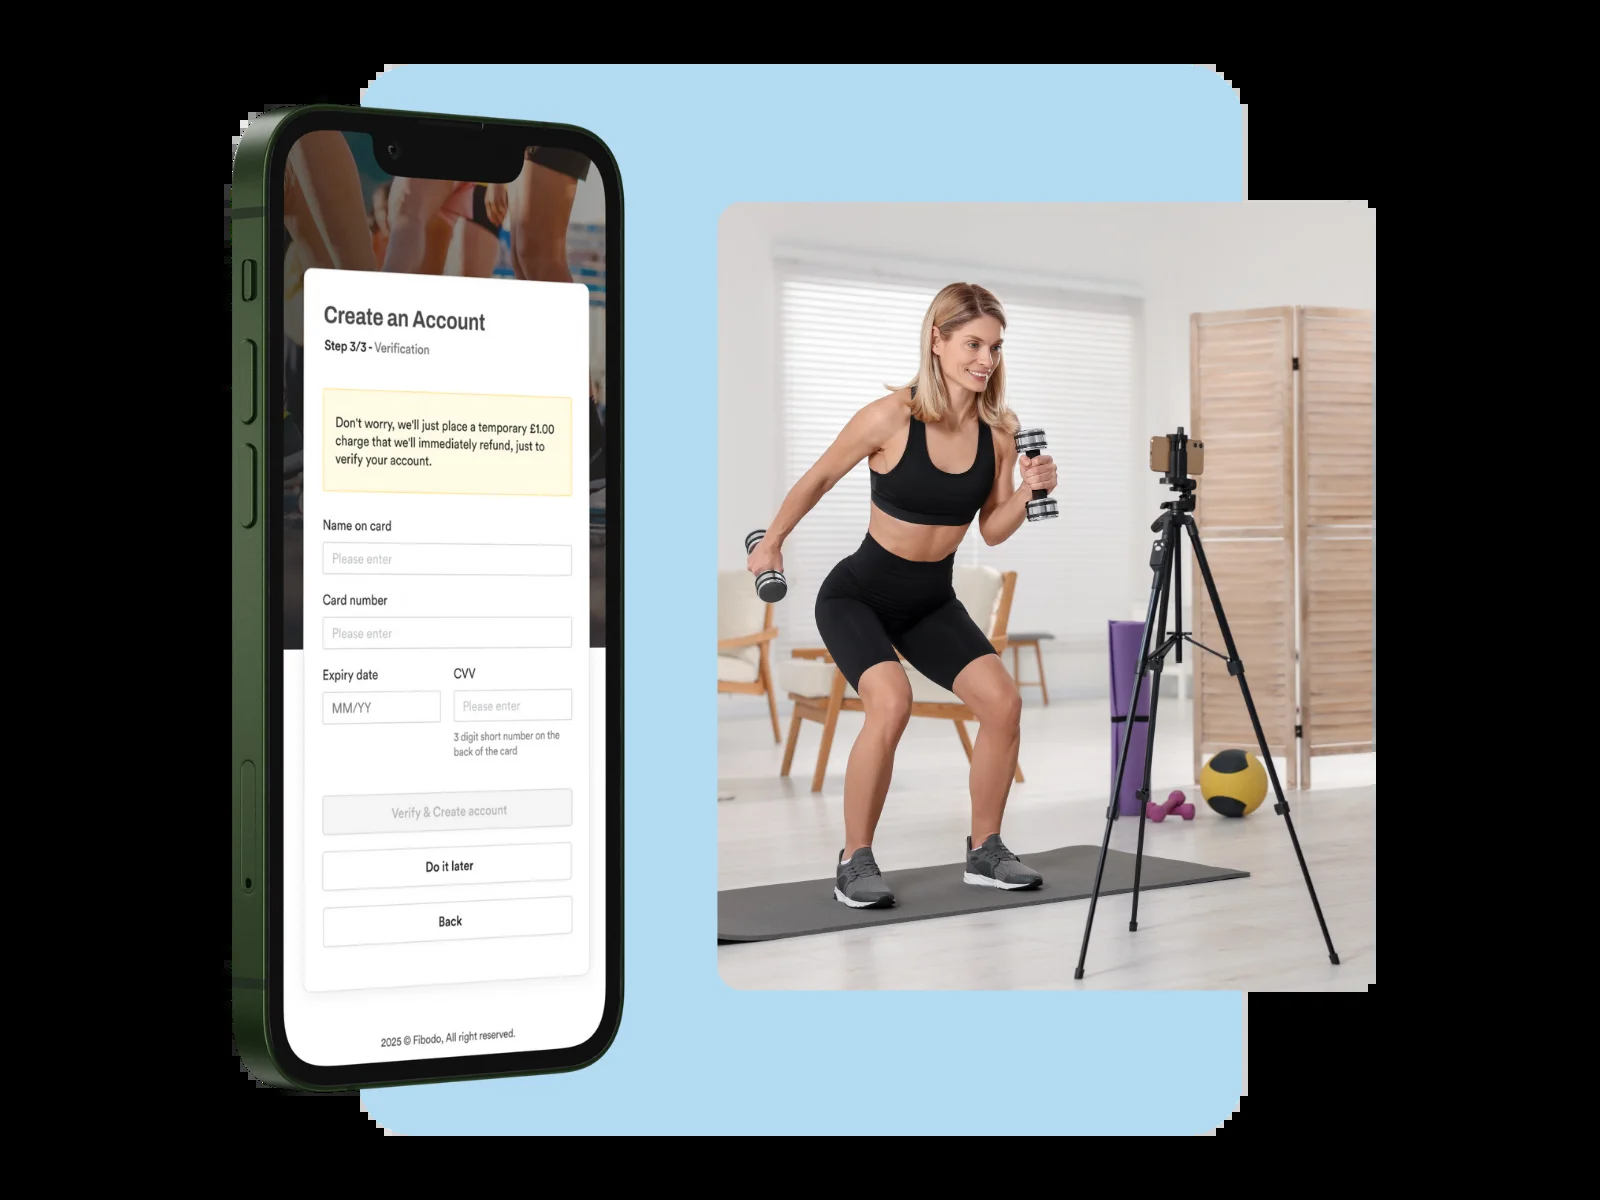 Create an Account
Step 3/3 - Verification
Don't worry, we'll just place a temporary £1.00
charge that we'll immediately refund, just to
verify your account.
Name on card
Please enter
Card number
Please enter
Expiry date
CVV
MM/YY
Please enter
3 digit short number on the
back of the card
Verify & Create account
Do it later
Back
2025 © Fibodo, All right reserved.